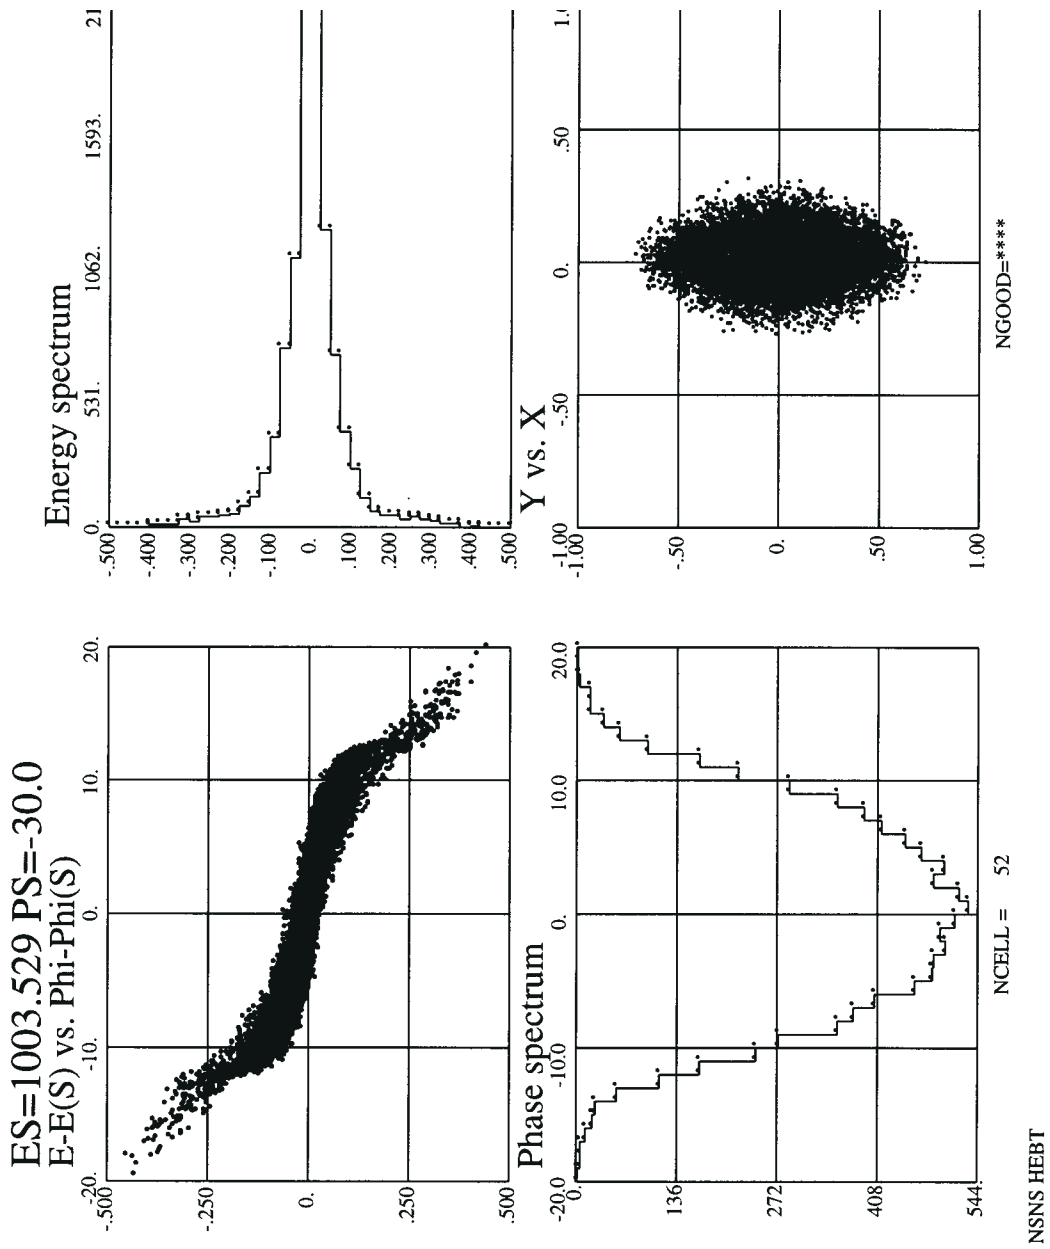 ES=1003.529 PS=-30.0
E-E(S) vs. Phi-Phi(S)
-20. -10. 0. 10. 20.
-.500
-.250
0.
.250
.500
Energy spectrum
0. 531. 1062. 1593.
-.500
-.400
-.300
-.200
-.100
0.
.100
.200
.300
.400
.500
Phase spectrum
-20.0 -10.0 0. 10.0 20.0
0.
136
272
408
544
Y vs. X
-1.00 -.50 0. .50
-1.00
-.50
0.
.50
1.00
NCELL = 52
NGOOD=****
NSNS HEBT